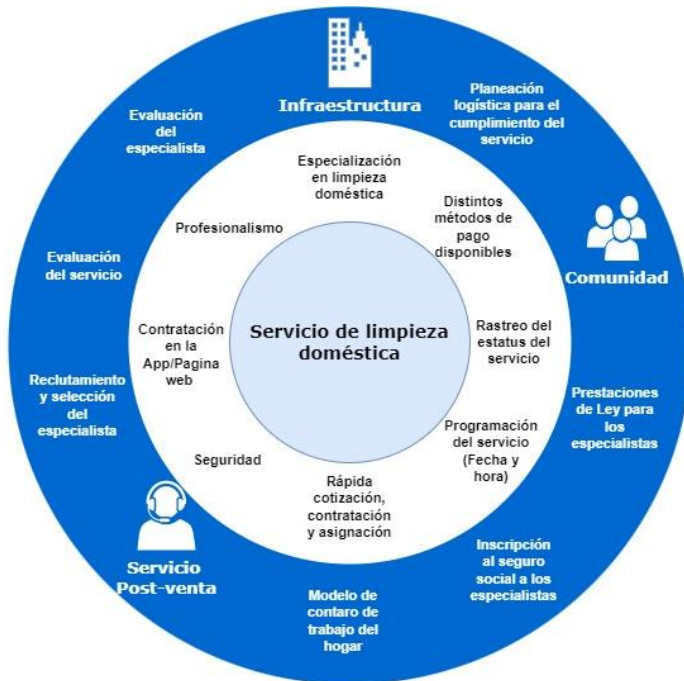 Infraestructura
Planeación
logística para el
cumplimiento del
servicio
Comunidad
Prestaciones
de Ley para
los
especialistas
Inscripción
al seguro
social a los
especialistas
Modelo de
contaro de
trabajo del
hogar
Servicio
Post-venta
Reclutamiento
y selección
del
especialista
Evaluación
del servicio
Evaluación
del
especialista
Especialización
en limpieza
doméstica
Distintos
métodos de
pago
disponibles
Rastreo del
estatus del
servicio
Programación
del servicio
(Fecha y
hora)
Rápida
cotización,
contratación
y asignación
Seguridad
Contratación
en la
App/Pagina
web
Profesionalismo
Servicio de limpieza
doméstica